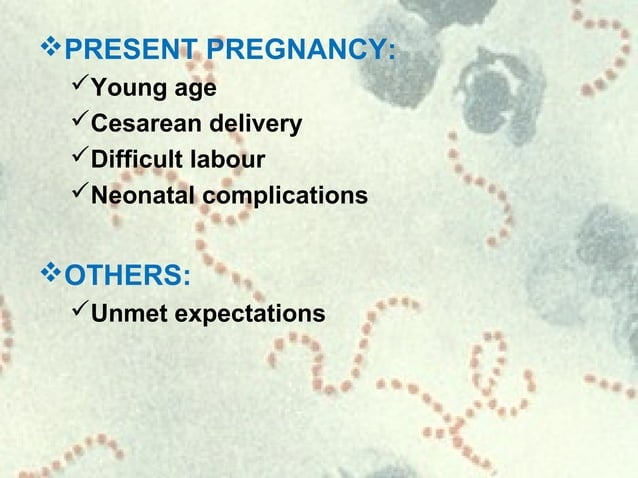 ❖PRESENT PREGNANCY:
✓Young age
✓Cesarean delivery
✓Difficult labour
✓Neonatal complications
❖OTHERS:
✓Unmet expectations